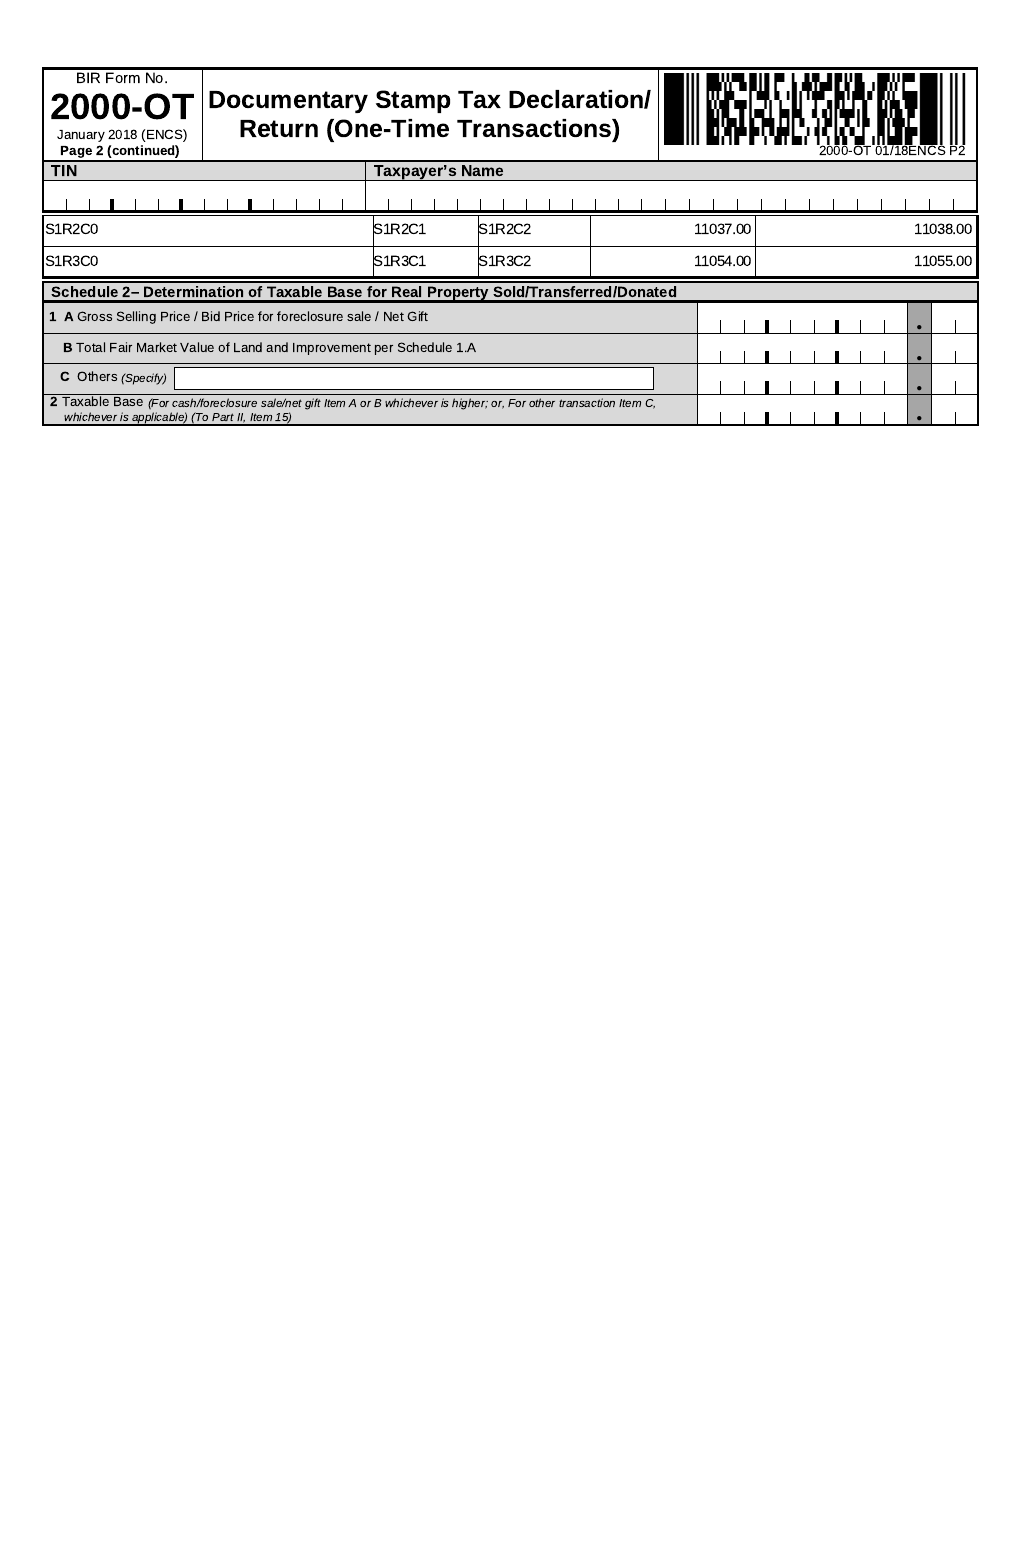 BIR Form No.
2000-OT
January 2018 (ENCS)
Page 2 (continued)
Documentary Stamp Tax Declaration/
Return (One-Time Transactions)
2000-OT 01/18ENCS P2
TIN Taxpayer’s Name
S1R2C0 S1R2C1 S1R2C2 11037.00 11038.00
S1R3C0 S1R3C1 S1R3C2 11054.00 11055.00
Schedule 2– Determination of Taxable Base for Real Property Sold/Transferred/Donated
1 A Gross Selling Price / Bid Price for foreclosure sale / Net Gift
B Total Fair Market Value of Land and Improvement per Schedule 1.A
C Others (Specify)
2 Taxable Base (For cash/foreclosure sale/net gift Item A or B whichever is higher; or, For other transaction Item C,
whichever is applicable) (To Part II, Item 15)